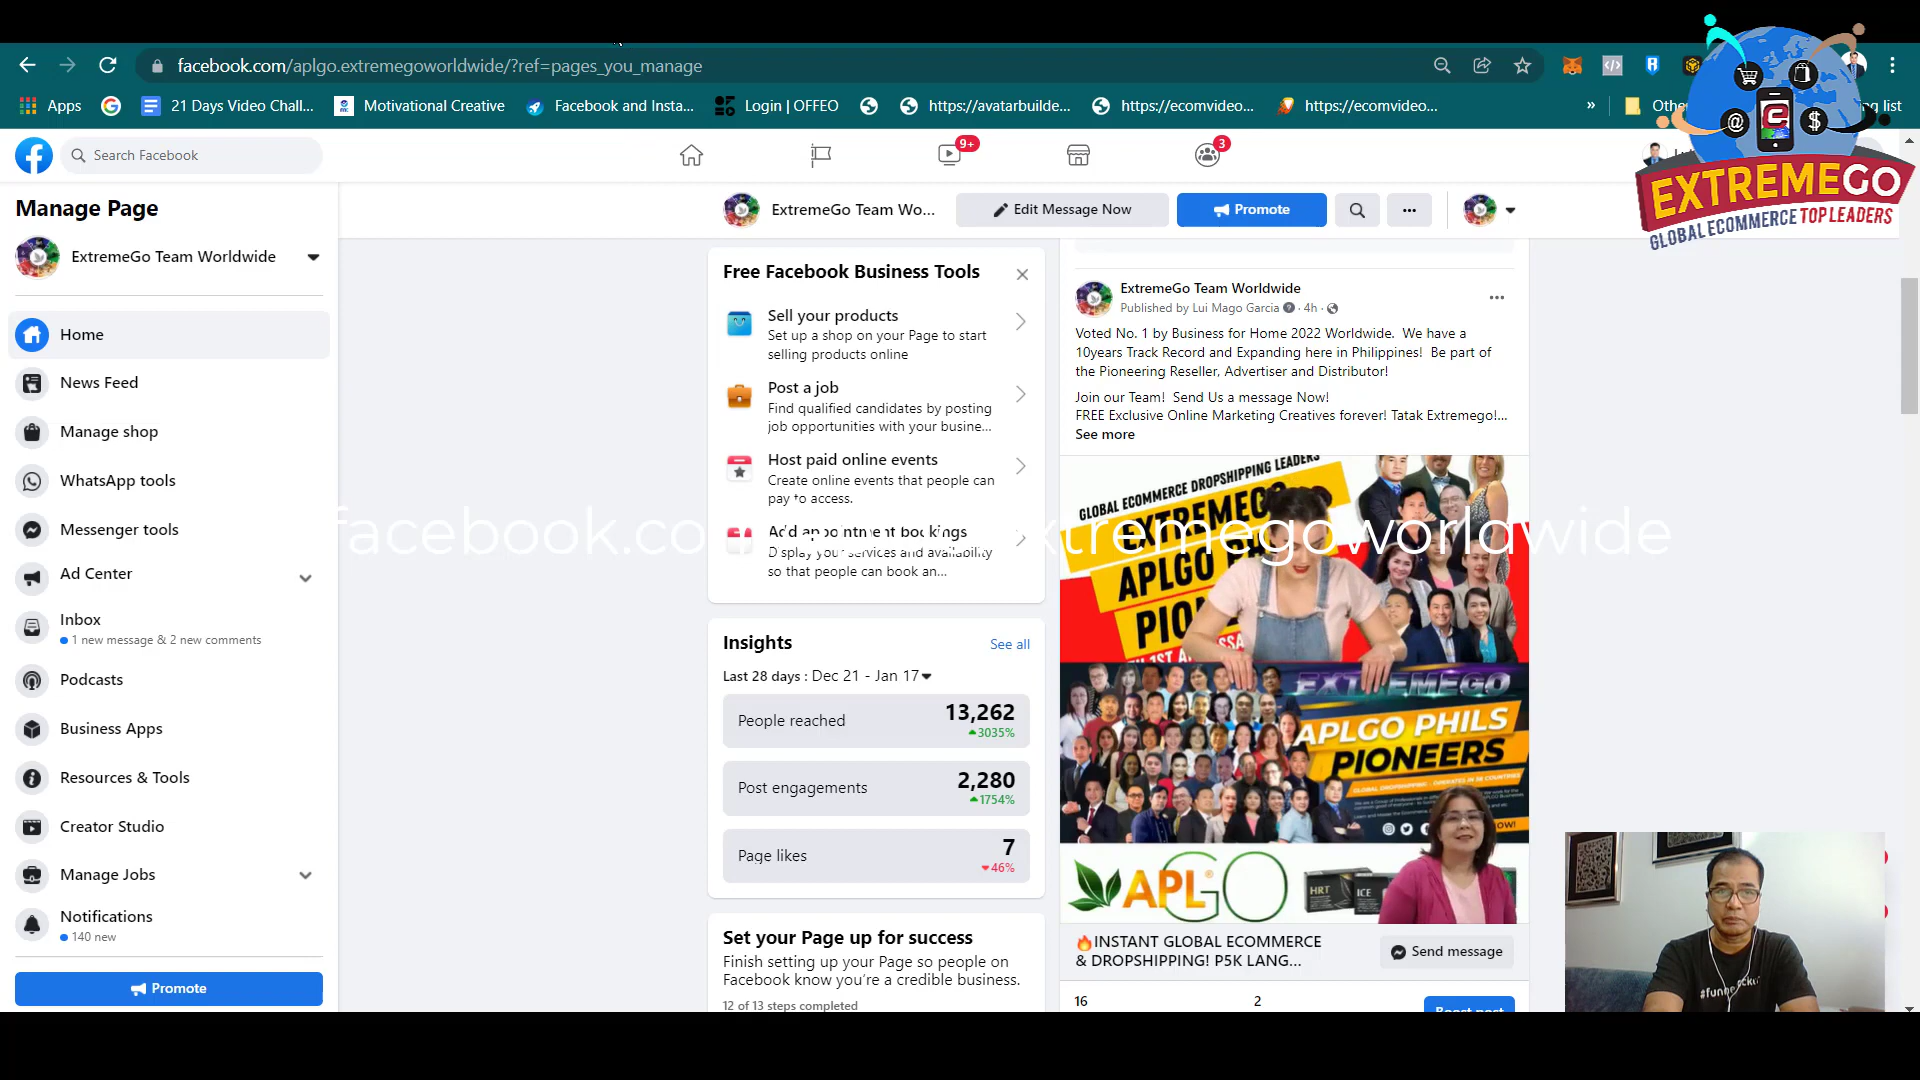 facebook.com/aplgo.extremegoworldwide/?ref=pages_you_manage
Apps
21 Days Video Chall...
Motivational Creative
Facebook and Insta...
Login | OFFEO
https://avatarbuilde...
https://ecomvideo...
https://ecomvideo...
»
EXTREMEGO
GLOBAL ECOMMERCE TOP LEADERS
Search Facebook
9+
3
Manage Page
ExtremeGo Team Worldwide
Home
News Feed
Manage shop
WhatsApp tools
Messenger tools
Ad Center
Inbox
1 new message & 2 new comments
Podcasts
Business Apps
Resources & Tools
Creator Studio
Manage Jobs
Notifications
140 new
Promote
ExtremeGo Team Wo...
Edit Message Now
Promote
Free Facebook Business Tools
Sell your products
Set up a shop on your Page to start
selling products online
Post a job
Find qualified candidates by posting
job opportunities with your busine...
Host paid online events
Create online events that people can
pay to access.
Add appointment bookings
Display your services and availability
so that people can book an...
Insights
See all
Last 28 days : Dec 21 - Jan 17
People reached
13,262
3035%
Post engagements
2,280
1754%
Page likes
7
46%
Set your Page up for success
Finish setting up your Page so people on
Facebook know you're a credible business.
12 of 13 steps completed
ExtremeGo Team Worldwide
Published by Lui Mago Garcia · 4h ·
Voted No. 1 by Business for Home 2022 Worldwide. We have a
10years Track Record and Expanding here in Philippines! Be part of
the Pioneering Reseller, Advertiser and Distributor!
Join our Team! Send Us a message Now!
FREE Exclusive Online Marketing Creatives forever! Tatak Extremego!...
See more
GLOBAL ECOMMERCE DROPSHIPPING LEADERS
EXTREMEGO
APLGO
EXTREMEGO
APLGO PHILS
PIONEERS
APLGO
HRT
ICE
🔥INSTANT GLOBAL ECOMMERCE
& DROPSHIPPING! P5K LANG...
Send message
16
2
Boost post
facebook.co
extremegoworldwide